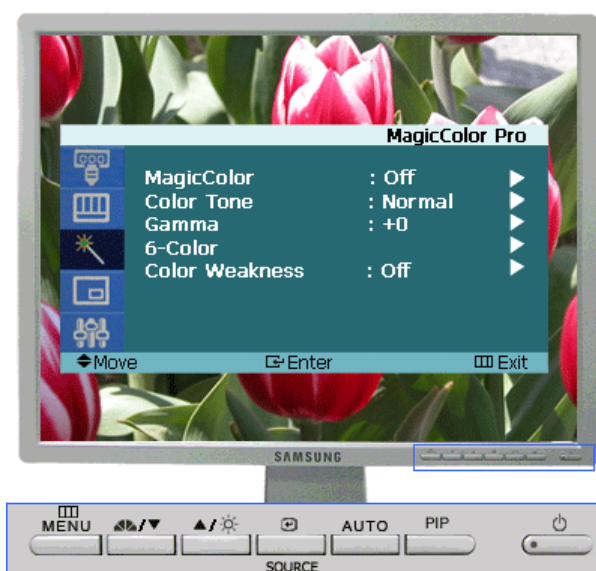 MagicColor Pro
MagicColor : Off
Color Tone : Normal
Gamma : +0
6-Color
Color Weakness : Off
Move Enter Exit
SAMSUNG
MENU / / AUTO PIP
SOURCE